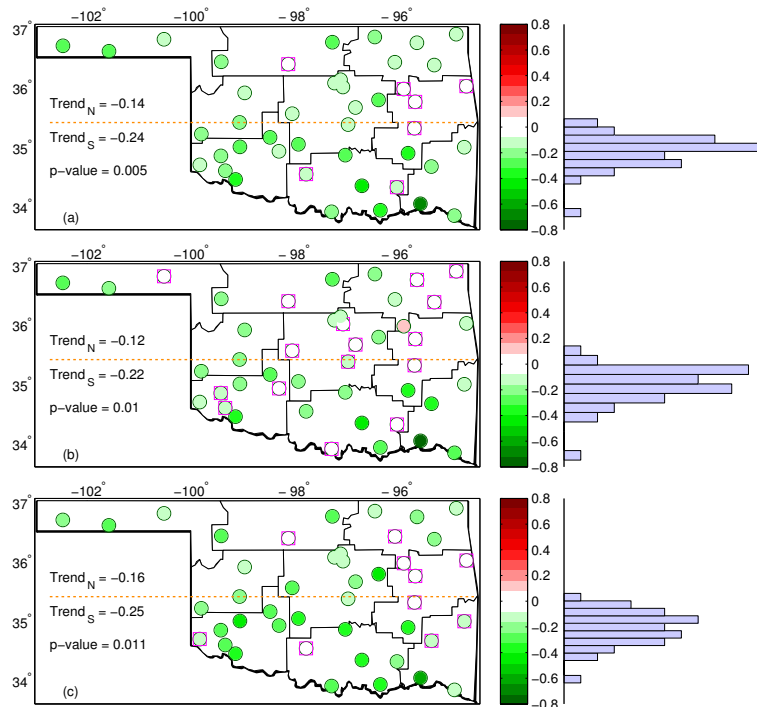 −102 −100 −98 −96
37° 0.8
0.6
36° 0.4
Trend_N = −0.14 0.2
0
35° Trend_S = −0.24 −0.2
p−value = 0.005 −0.4
34° −0.6
(a) −0.8
−102 −100 −98 −96
37° 0.8
0.6
36° 0.4
Trend_N = −0.12 0.2
0
35° Trend_S = −0.22 −0.2
p−value = 0.01 −0.4
34° −0.6
(b) −0.8
−102 −100 −98 −96
37° 0.8
0.6
36° 0.4
Trend_N = −0.16 0.2
0
35° Trend_S = −0.25 −0.2
p−value = 0.011 −0.4
34° −0.6
(c) −0.8